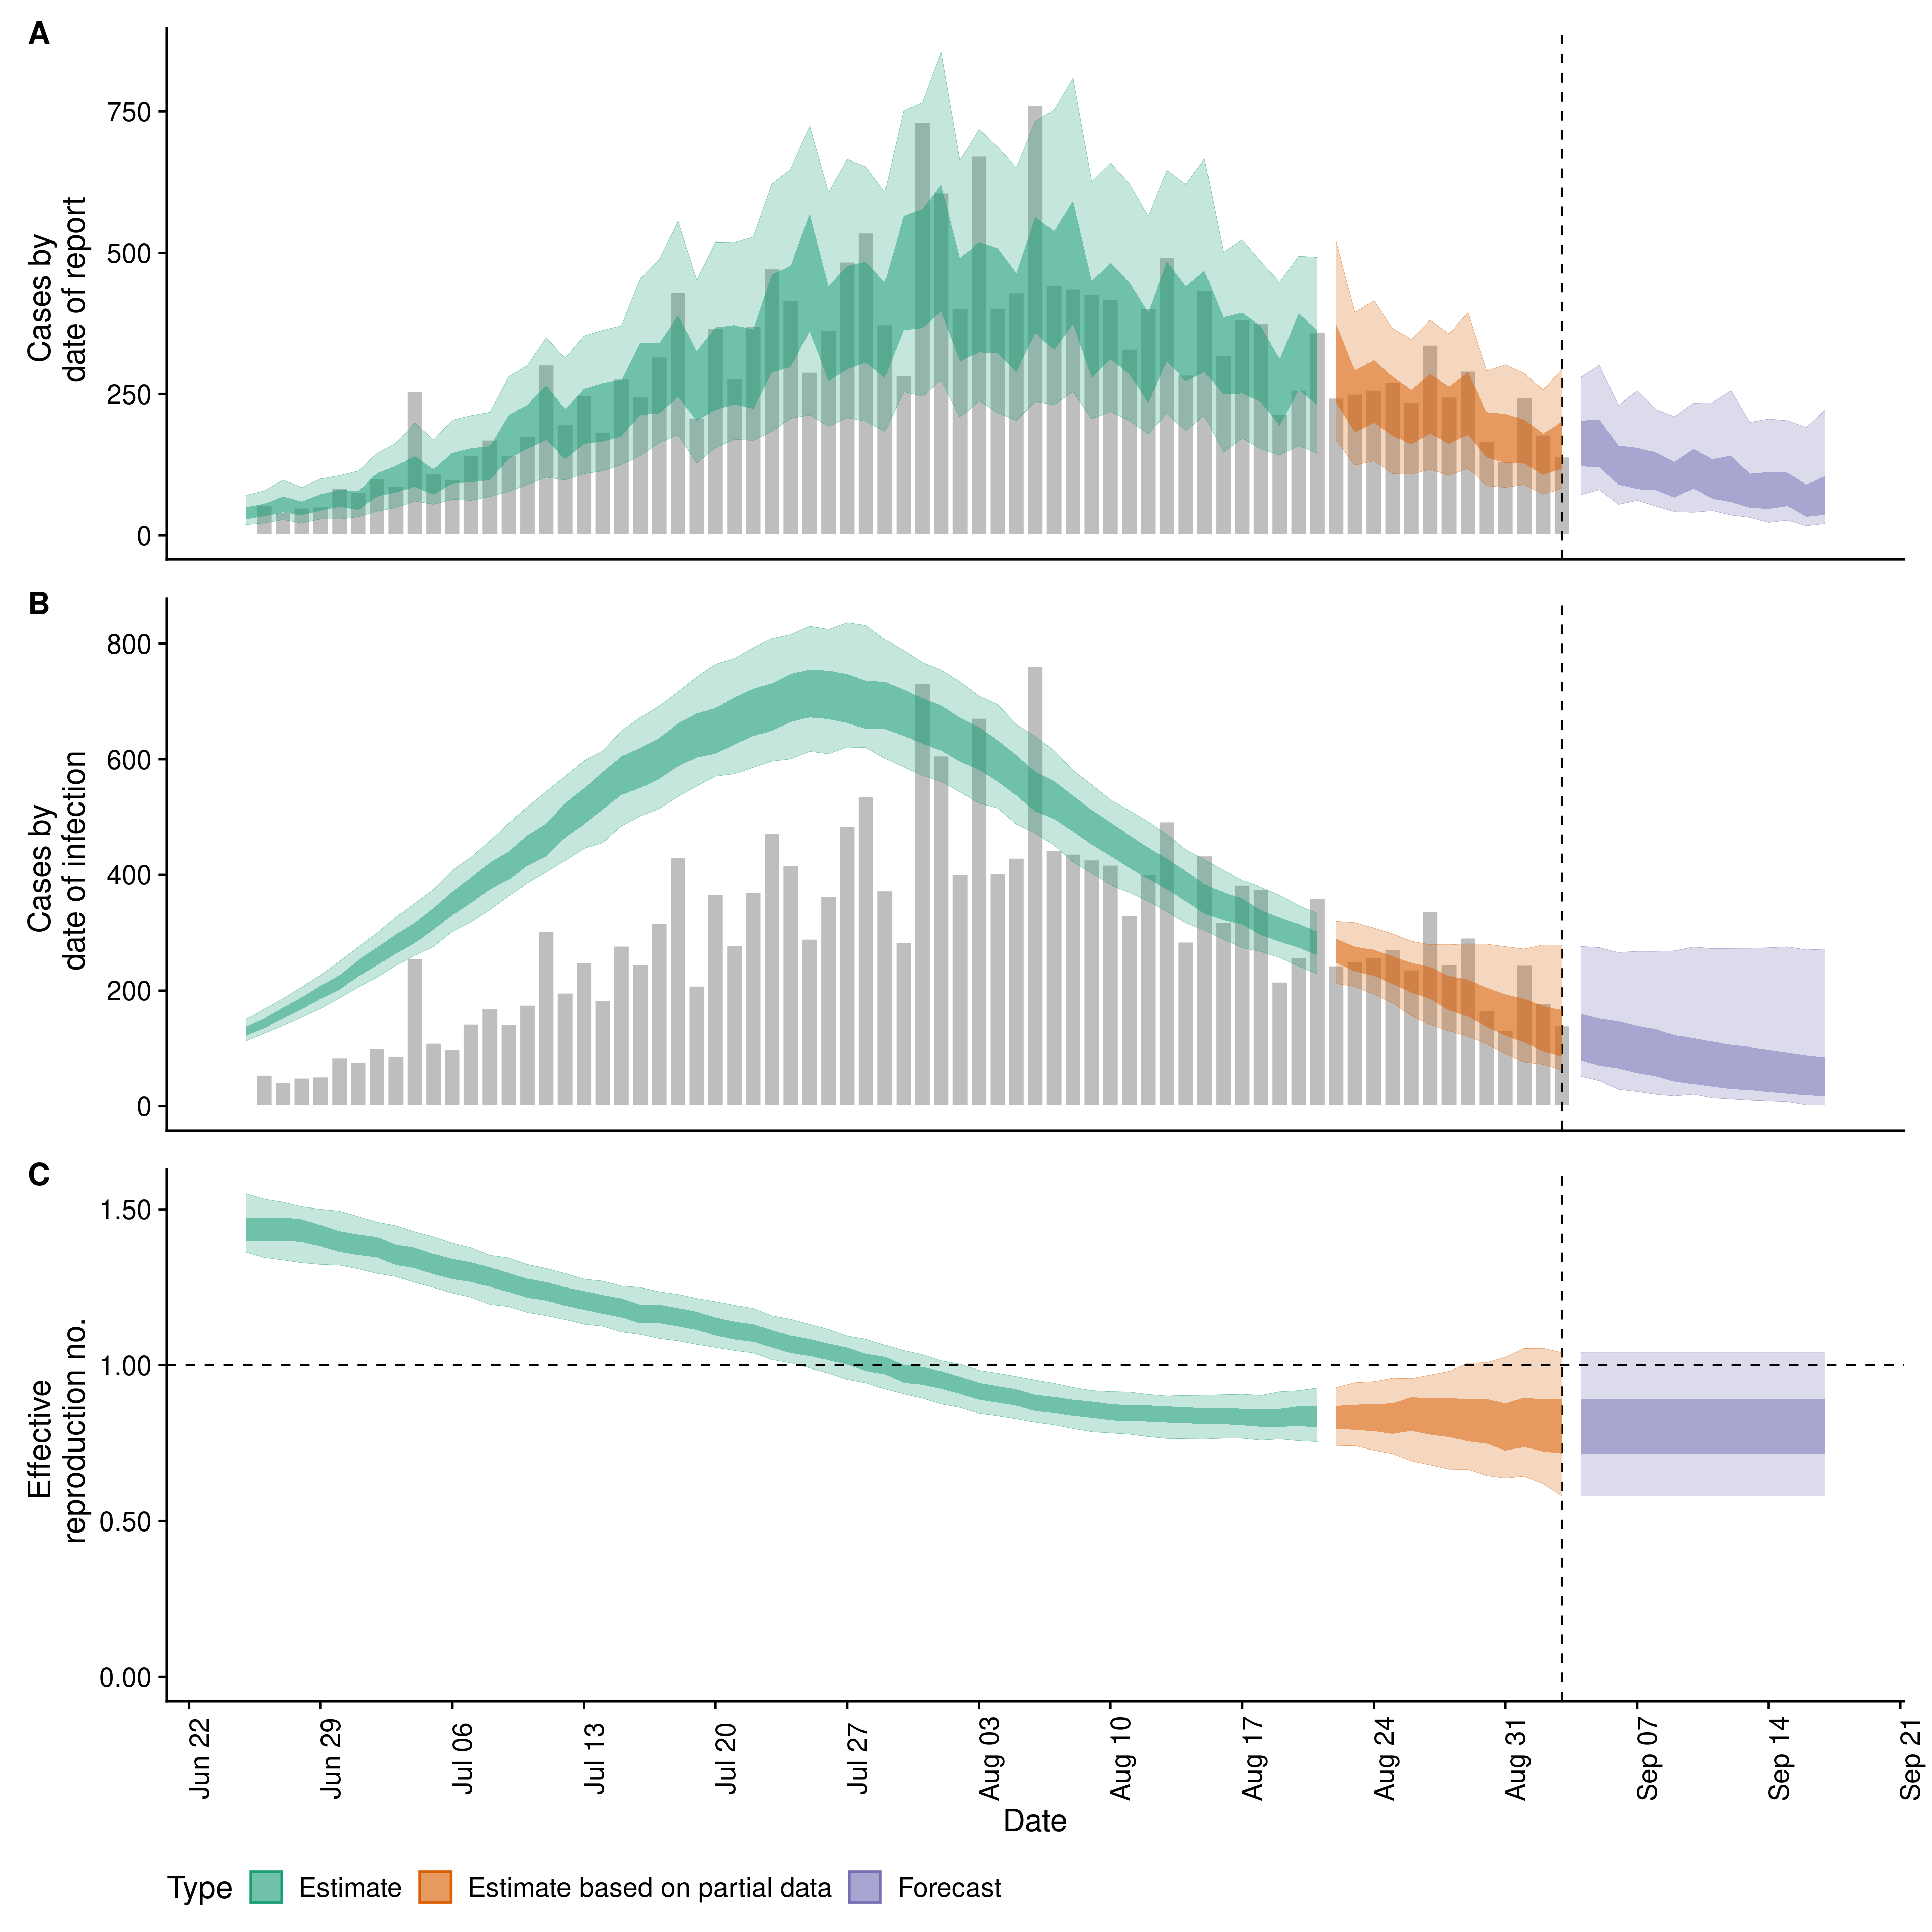 A
Cases by
date of report
750
500
250
0
B
Cases by
date of infection
800
600
400
200
0
C
Effective
reproduction no.
1.50
1.00
0.50
0.00
Jun 22
Jun 29
Jul 06
Jul 13
Jul 20
Jul 27
Aug 03
Aug 10
Aug 17
Aug 24
Aug 31
Sep 07
Sep 14
Sep 21
Date
Type Estimate Estimate based on partial data Forecast